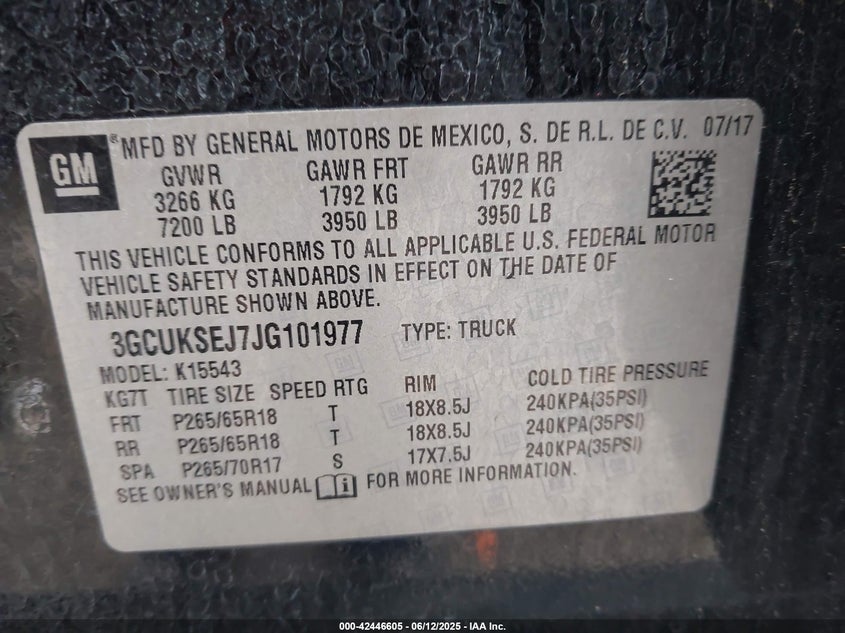 GM
® MFD BY GENERAL MOTORS DE MEXICO, S. DE R.L. DE C.V. 07/17
GVWR GAWR FRT GAWR RR
3266 KG 1792 KG 1792 KG
7200 LB 3950 LB 3950 LB
THIS VEHICLE CONFORMS TO ALL APPLICABLE U.S. FEDERAL MOTOR
VEHICLE SAFETY STANDARDS IN EFFECT ON THE DATE OF
MANUFACTURE SHOWN ABOVE.
3GCUKSEJ7JG101977 TYPE: TRUCK
MODEL: K15543
KG7T TIRE SIZE SPEED RTG RIM COLD TIRE PRESSURE
FRT P265/65R18 T 18X8.5J 240KPA(35PSI)
RR P265/65R18 T 18X8.5J 240KPA(35PSI)
SPA P265/70R17 S 17X7.5J 240KPA(35PSI)
SEE OWNER'S MANUAL i FOR MORE INFORMATION.
000-42446605 - 06/12/2025 - IAA Inc.